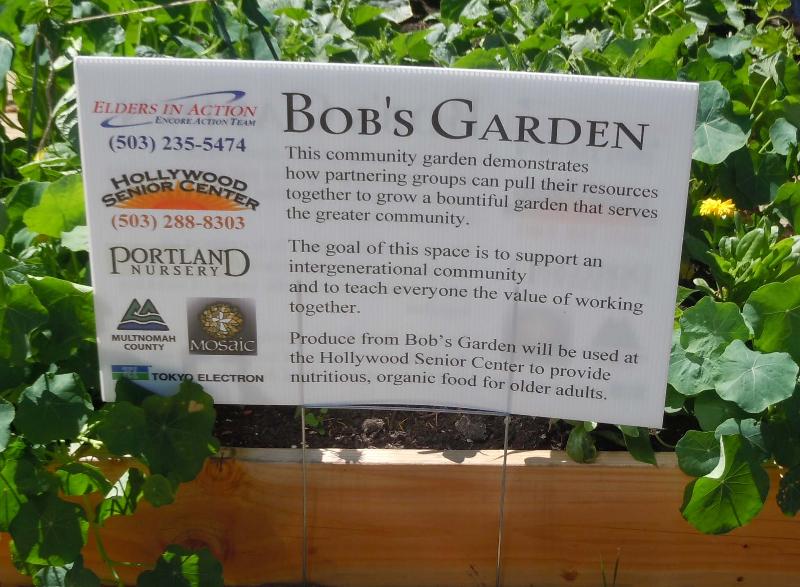 ELDERS IN ACTION
ENCORE ACTION TEAM
(503) 235-5474
HOLLYWOOD
SENIOR CENTER
(503) 288-8303
PORTLAND
NURSERY
MULTNOMAH
COUNTY
MOSAIC
TOKYO ELECTRON
BOB'S GARDEN
This community garden demonstrates
how partnering groups can pull their resources
together to grow a bountiful garden that serves
the greater community.
The goal of this space is to support an
intergenerational community
and to teach everyone the value of working
together.
Produce from Bob's Garden will be used at
the Hollywood Senior Center to provide
nutritious, organic food for older adults.